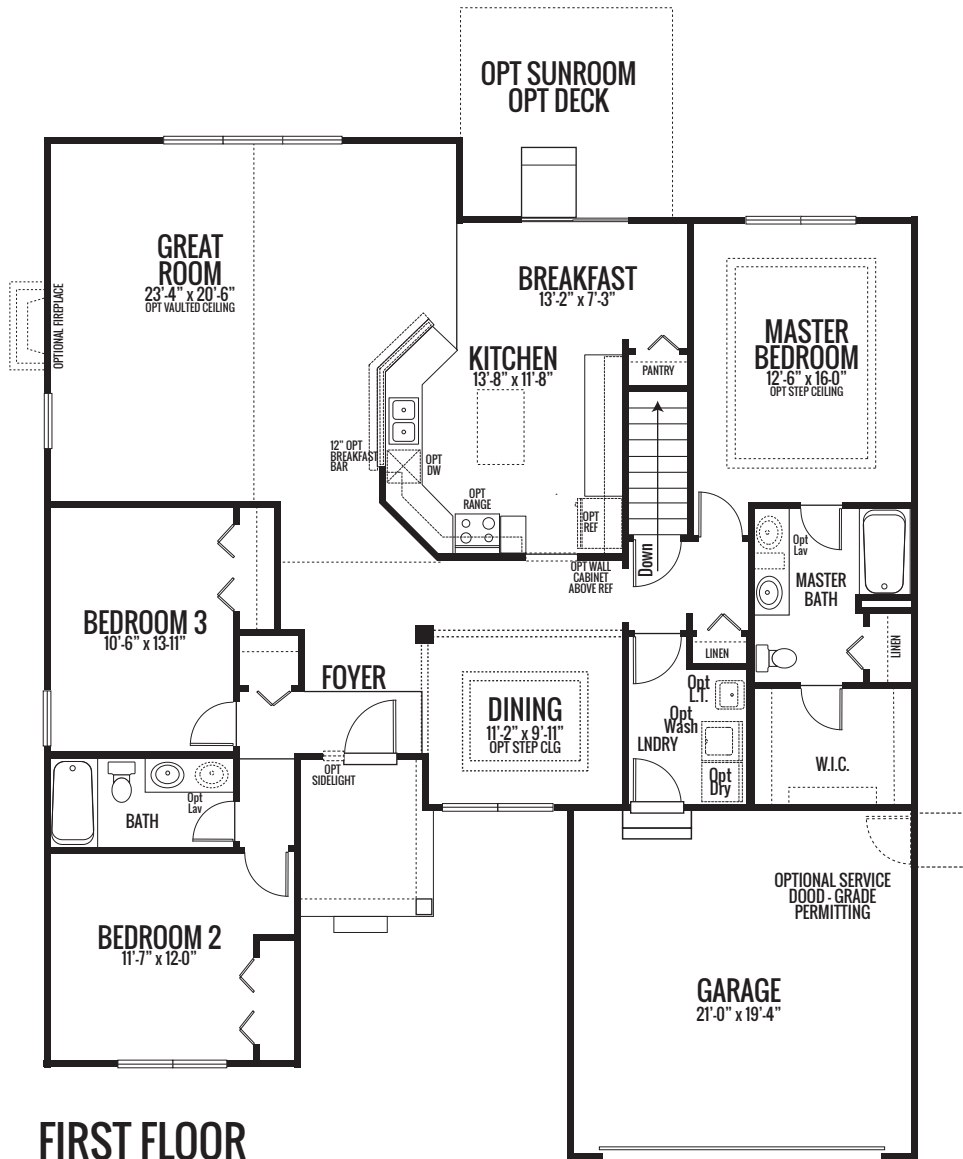 OPT SUNROOM
OPT DECK
GREAT
ROOM
23'-4" x 20'-6"
OPT VAULTED CEILING
OPTIONAL FIREPLACE
BREAKFAST
13'-2" x 7'-3"
KITCHEN
13'-8" x 11'-8"
PANTRY
MASTER
BEDROOM
12'-6" x 16-0"
OPT STEP CEILING
12" OPT
BREAKFAST
BAR
OPT
DW
OPT
RANGE
OPT
REF
OPT WALL
CABINET
ABOVE REF
Down
Opt
Lav
MASTER
BATH
LINEN
LINEN
BEDROOM 3
10'-6" x 13-11"
FOYER
DINING
11'-2" x 9'-11"
OPT STEP CLG
Opt
L.T.
Opt
Wash
LNDRY
Opt
Dry
W.I.C.
OPT
SIDELIGHT
Opt
Lav
BATH
BEDROOM 2
11'-7" x 12-0"
OPTIONAL SERVICE
DOOD - GRADE
PERMITTING
GARAGE
21'-0" x 19'-4"
FIRST FLOOR